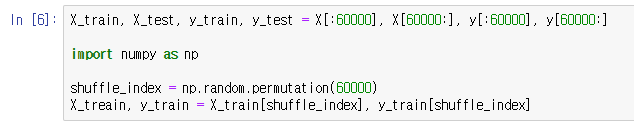 In [6]: X_train, X_test, y_train, y_test = X[:60000], X[60000:], y[:60000], y[60000:]
import numpy as np
shuffle_index = np.random.permutation(60000)
X_treain, y_train = X_train[shuffle_index], y_train[shuffle_index]